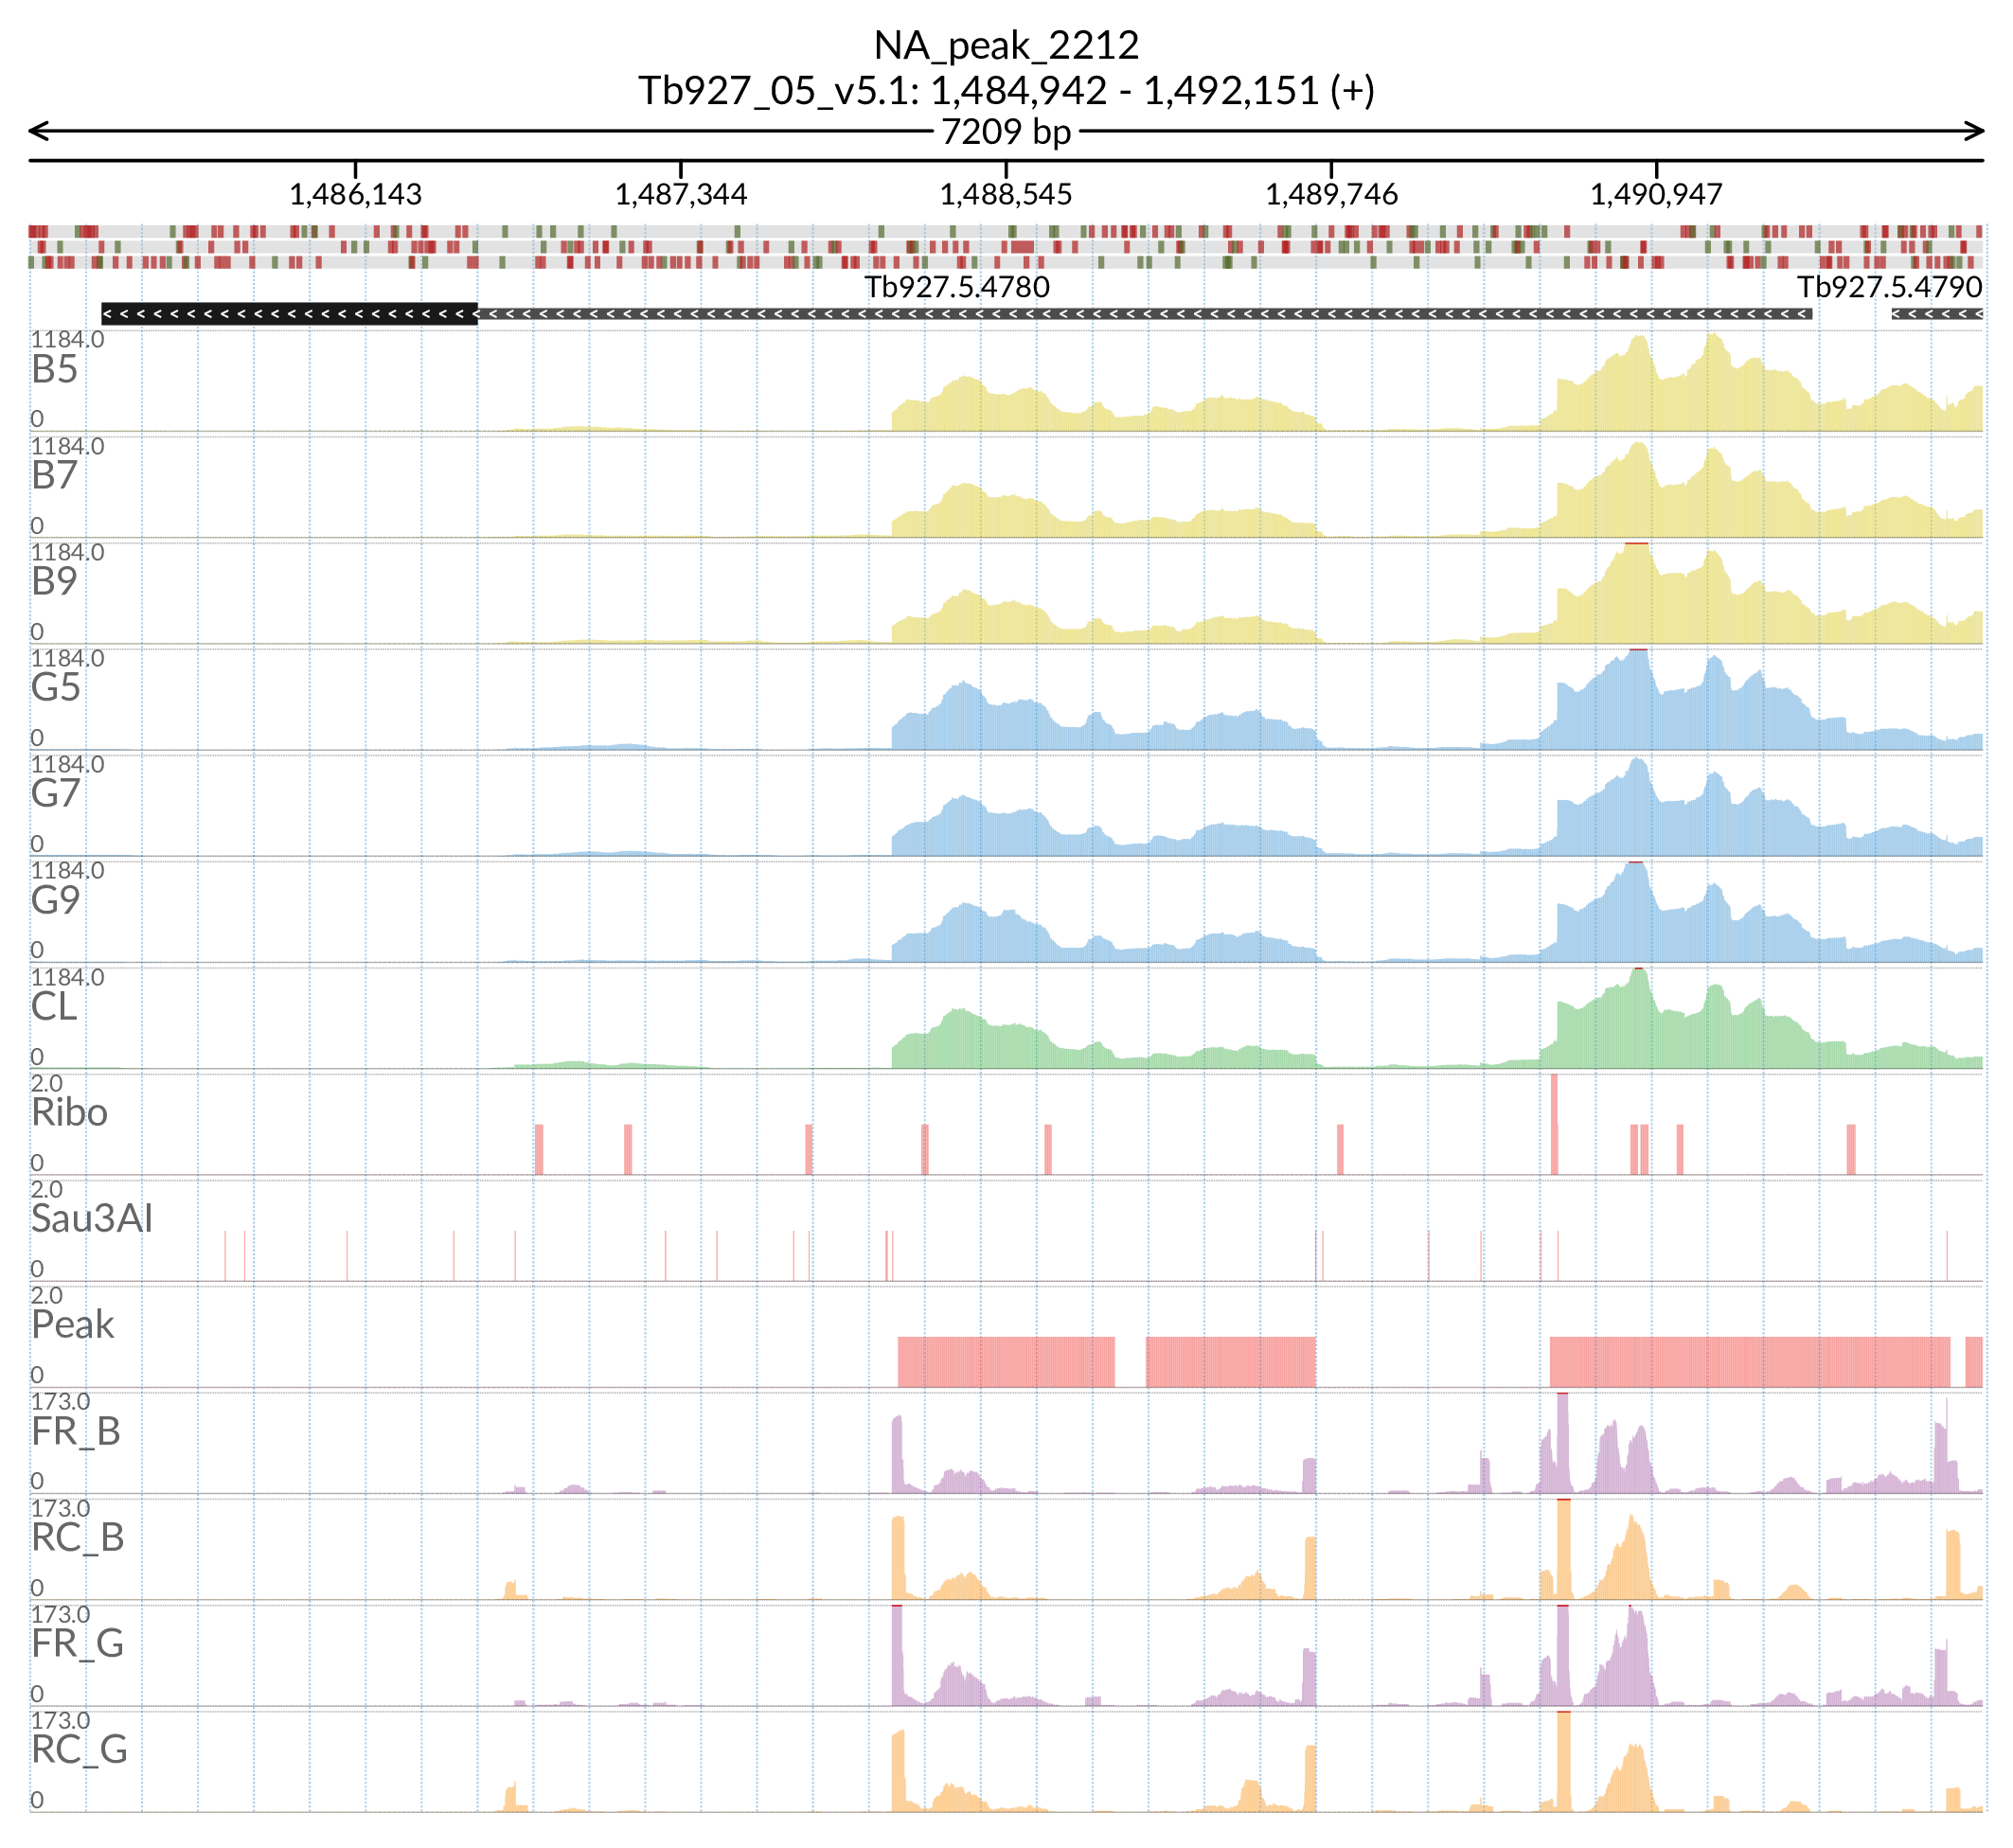 NA_peak_2212
Tb927_05_v5.1: 1,484,942 - 1,492,151 (+)
7209 bp
1,486,143 1,487,344 1,488,545 1,489,746 1,490,947
Tb927.5.4780 Tb927.5.4790
1184.0
B5
0
1184.0
B7
0
1184.0
B9
0
1184.0
G5
0
1184.0
G7
0
1184.0
G9
0
1184.0
CL
0
2.0
Ribo
0
2.0
Sau3AI
0
2.0
Peak
0
173.0
FR_B
0
173.0
RC_B
0
173.0
FR_G
0
173.0
RC_G
0